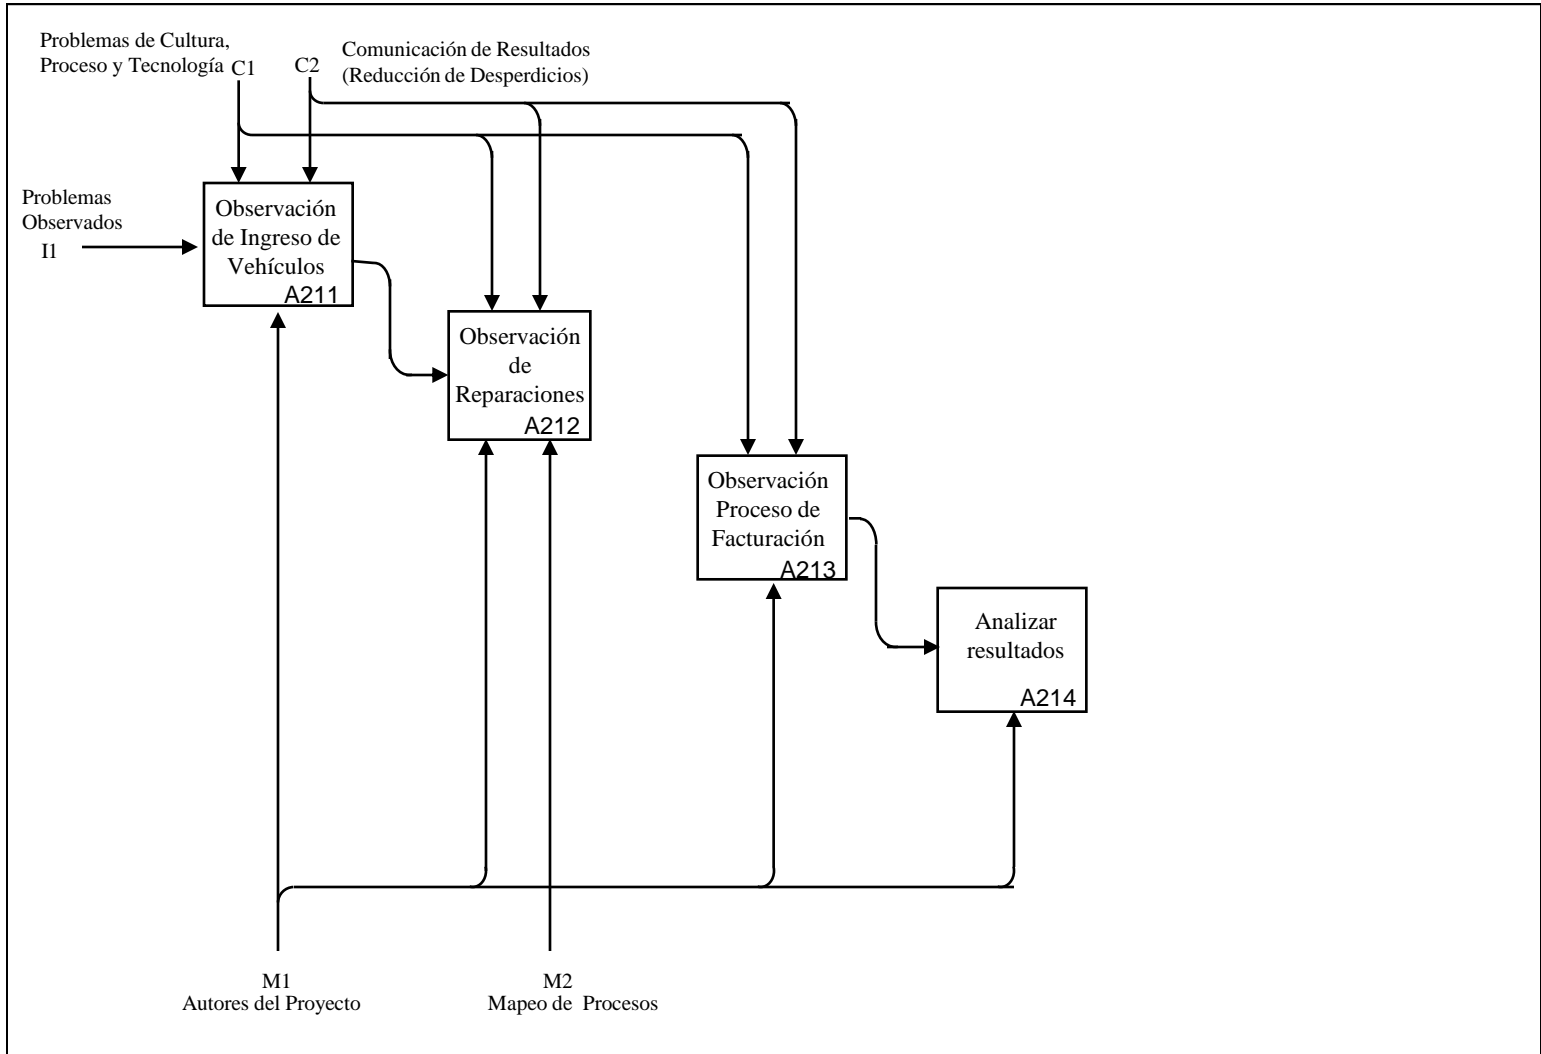 Problemas de Cultura,
Proceso y Tecnología C1
C2
Comunicación de Resultados
(Reducción de Desperdicios)
Problemas
Observados
I1
Observación
de Ingreso de
Vehículos
A211
Observación
de
Reparaciones
A212
Observación
Proceso de
Facturación
A213
Analizar
resultados
A214
M1
Autores del Proyecto
M2
Mapeo de Procesos